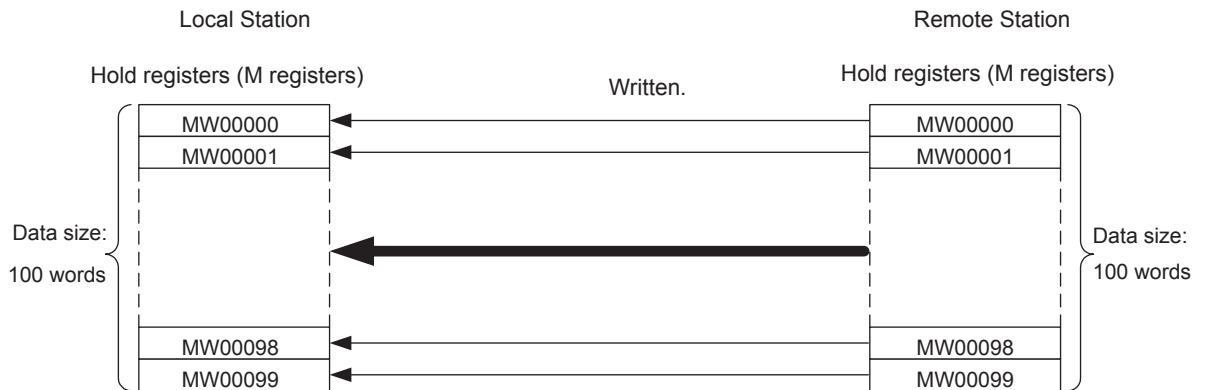 Local Station
Remote Station
Hold registers (M registers)
Written.
Hold registers (M registers)
MW00000
MW00000
MW00001
MW00001
Data size:
100 words
Data size:
100 words
MW00098
MW00098
MW00099
MW00099